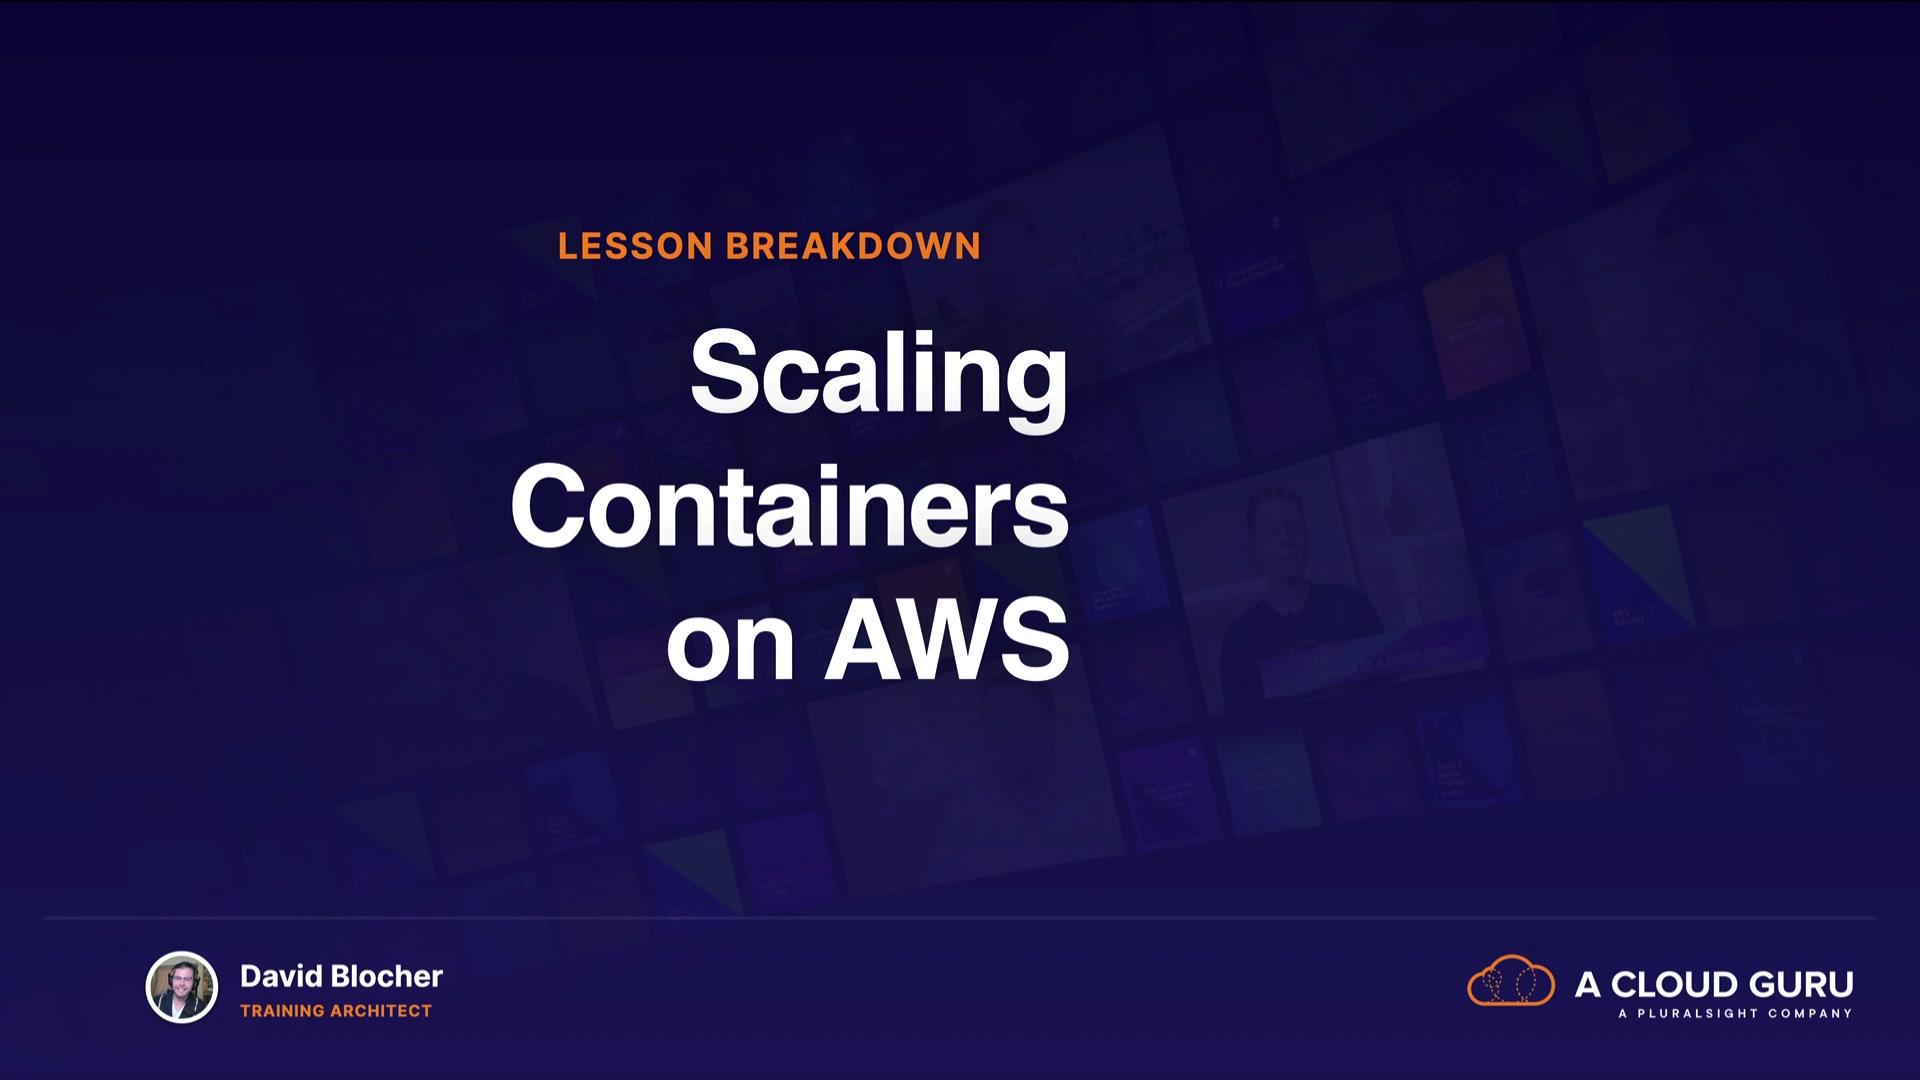 LESSON BREAKDOWN
Scaling
Containers
on AWS
David Blocher
TRAINING ARCHITECT
A CLOUD GURU
A PLURALSIGHT COMPANY